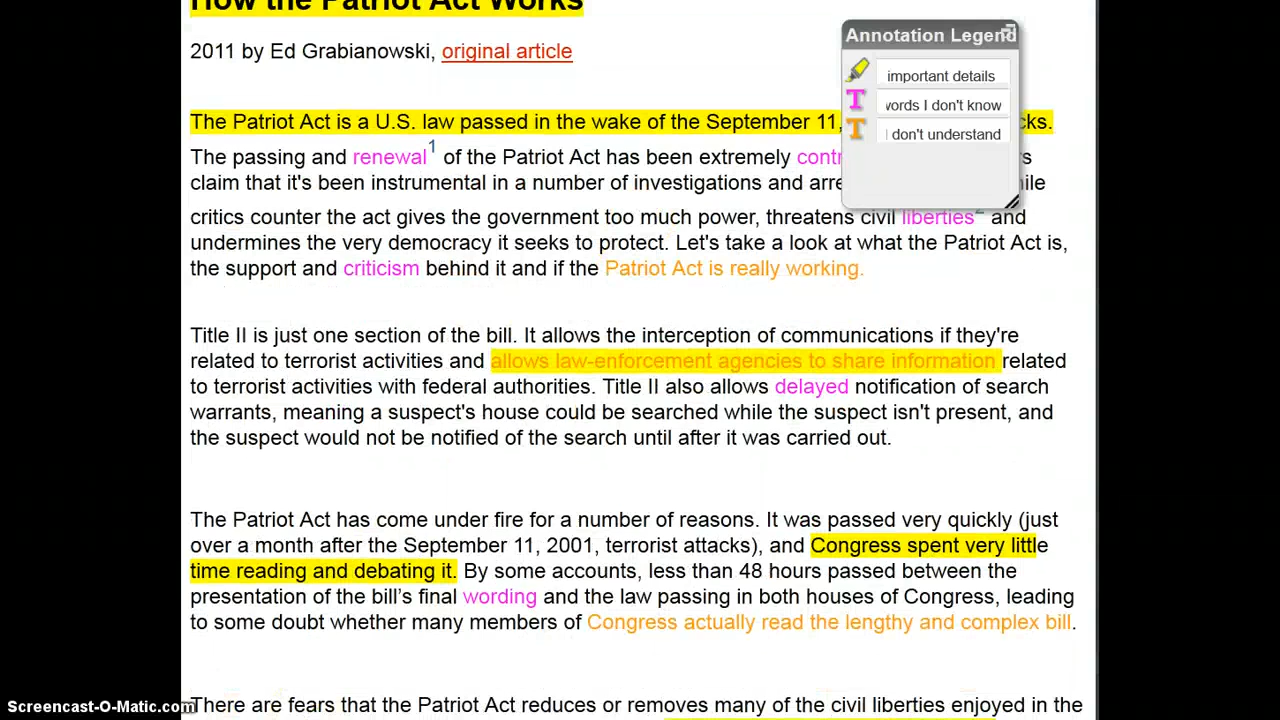 How the Patriot Act Works
2011 by Ed Grabianowski, original article
Annotation Legend
important details
words I don't know
I don't understand
The Patriot Act is a U.S. law passed in the wake of the September 11,
The passing and renewal1 of the Patriot Act has been extremely
claim that it's been instrumental in a number of investigations and
critics counter the act gives the government too much power, threatens civil liberties2 and
undermines the very democracy it seeks to protect. Let's take a look at what the Patriot Act is,
the support and criticism behind it and if the Patriot Act is really working.
Title II is just one section of the bill. It allows the interception of communications if they're
related to terrorist activities and allows law-enforcement agencies to share information related
to terrorist activities with federal authorities. Title II also allows delayed notification of search
warrants, meaning a suspect's house could be searched while the suspect isn't present, and
the suspect would not be notified of the search until after it was carried out.
The Patriot Act has come under fire for a number of reasons. It was passed very quickly (just
over a month after the September 11, 2001, terrorist attacks), and Congress spent very little
time reading and debating it. By some accounts, less than 48 hours passed between the
presentation of the bill's final wording and the law passing in both houses of Congress, leading
to some doubt whether many members of Congress actually read the lengthy and complex bill.
There are fears that the Patriot Act reduces or removes many of the civil liberties enjoyed in the
Screencast-O-Matic.com